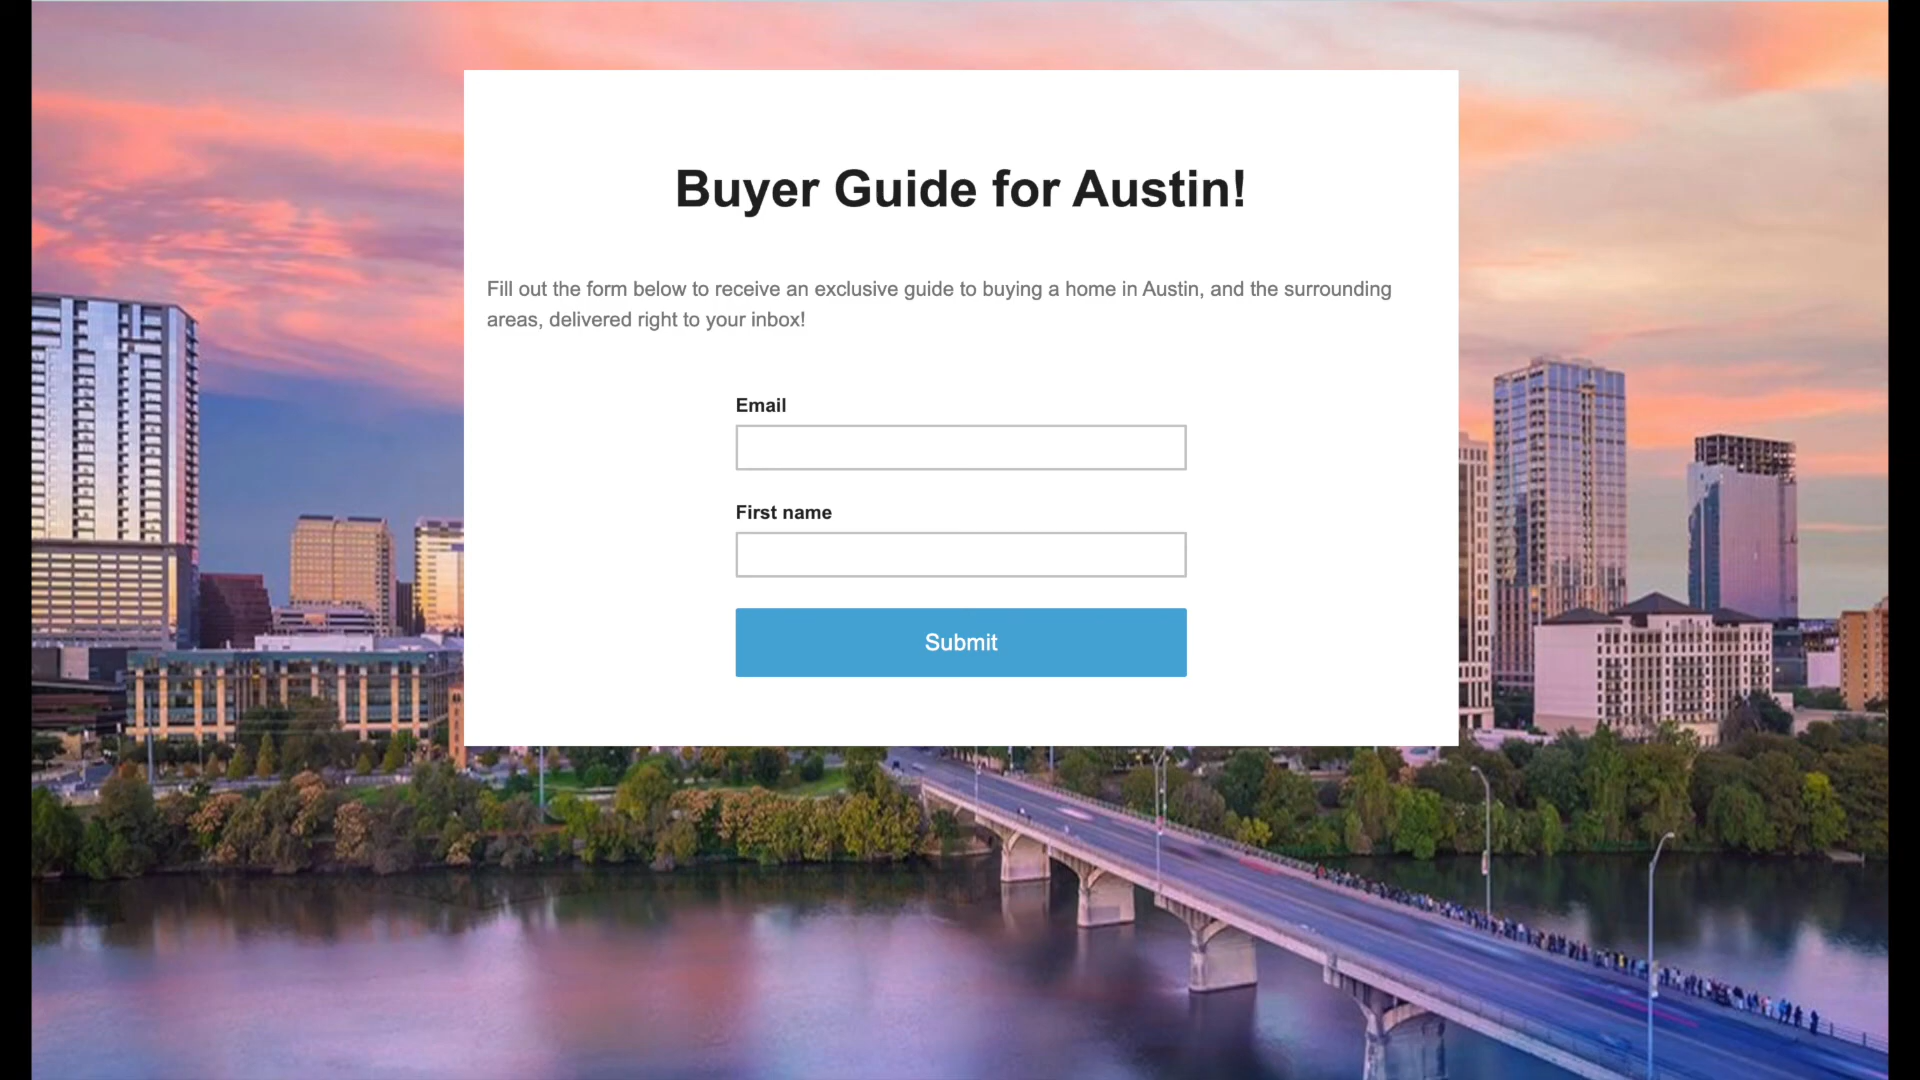 Buyer Guide for Austin!
Fill out the form below to receive an exclusive guide to buying a home in Austin, and the surrounding
areas, delivered right to your inbox!
Email
First name
Submit